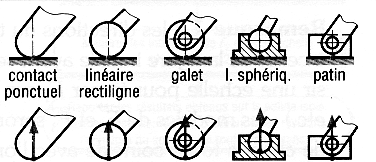 contact
ponctuel
linéaire
rectiligne
galet
l. sphériq.
patin